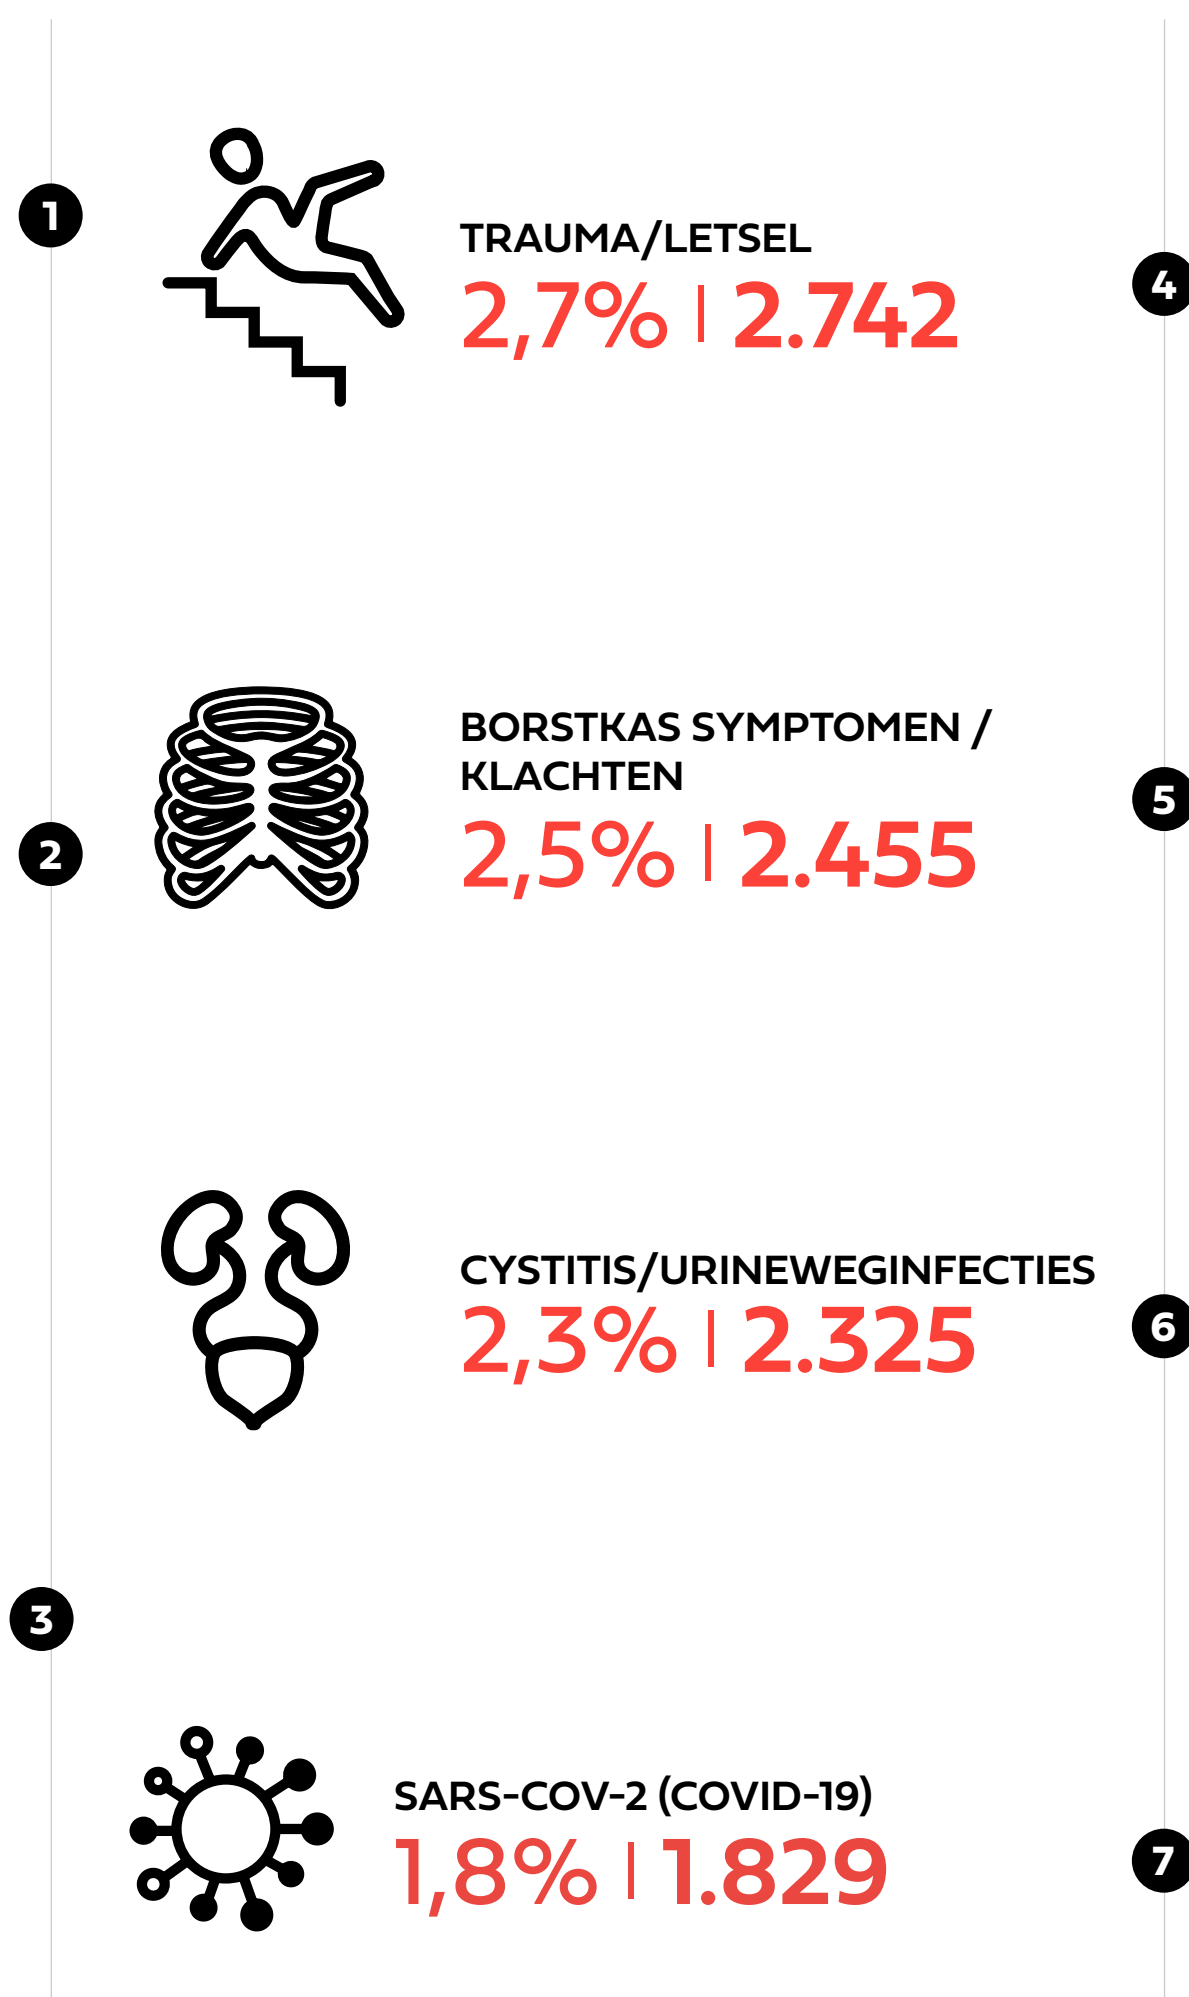 1
TRAUMA/LETSEL
2,7% | 2.742
4
BORSTKAS SYMPTOMEN /
KLACHTEN
2,5% | 2.455
5
2
CYSTITIS/URINEWEGINFECTIES
2,3% | 2.325
6
3
SARS-COV-2 (COVID-19)
1,8% | 1.829
7